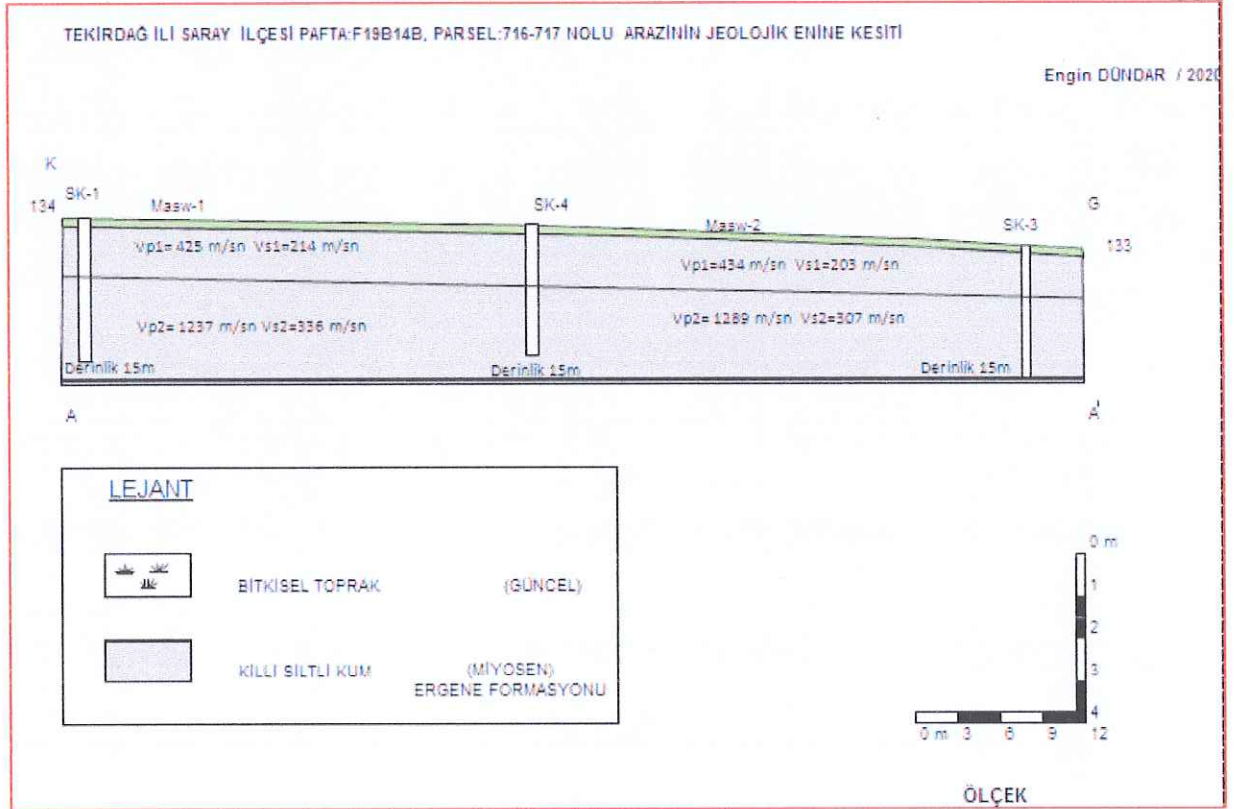 TEKİRDAĞ İLİ SARAY İLÇESİ PAFTA:F19B14B, PARSEL:716-717 NOLU ARAZİNİN JEOLOJİK ENİNE KESİTİ
Engin DÜNDAR / 2020
K
G
134
SK-1
Masw-1
SK-4
Masw-2
SK-3
133
Vp1= 425 m/sn Vs1=214 m/sn
Vp1=434 m/sn Vs1=203 m/sn
Vp2= 1237 m/sn Vs2=336 m/sn
Vp2= 1289 m/sn Vs2=307 m/sn
Derinlik 15m
Derinlik 15m
Derinlik 15m
A
A'
LEJANT
BİTKİSEL TOPRAK (GÜNCEL)
KİLLİ SİLTLİ KUM (MİYOSEN)
ERGENE FORMASYONU
0 m
1
2
3
4
0 m 3 6 9 12
ÖLÇEK